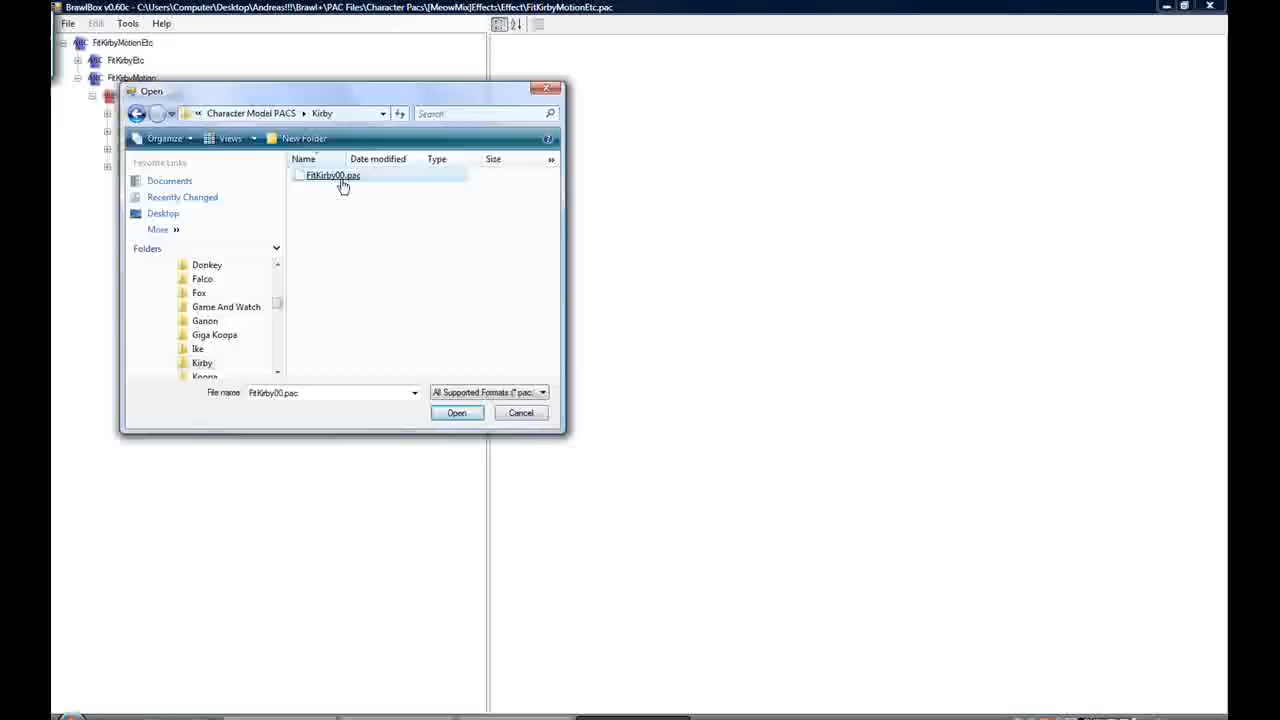 BrawlBox v0.60c - C:\Users\Computer\Desktop\Andreas!!!\Brawl+\PAC Files\Character Pacs\[MeowMix]Effects\Effect\FitKirbyMotionEtc.pac
File Edit Tools Help
FitKirbyMotionEtc
FitKirbyEtc
FitKirbyMotion
Open
« Character Model PACS Kirby
Search
Organize Views New Folder
Favorite Links
Name Date modified Type Size »
Documents
FitKirby00.pac
Recently Changed
Desktop
More »
Folders
Donkey
Falco
Fox
Game And Watch
Ganon
Giga Koopa
Ike
Kirby
Koopa
File name FitKirby00.pac
All Supported Formats (*.pac,
Open Cancel